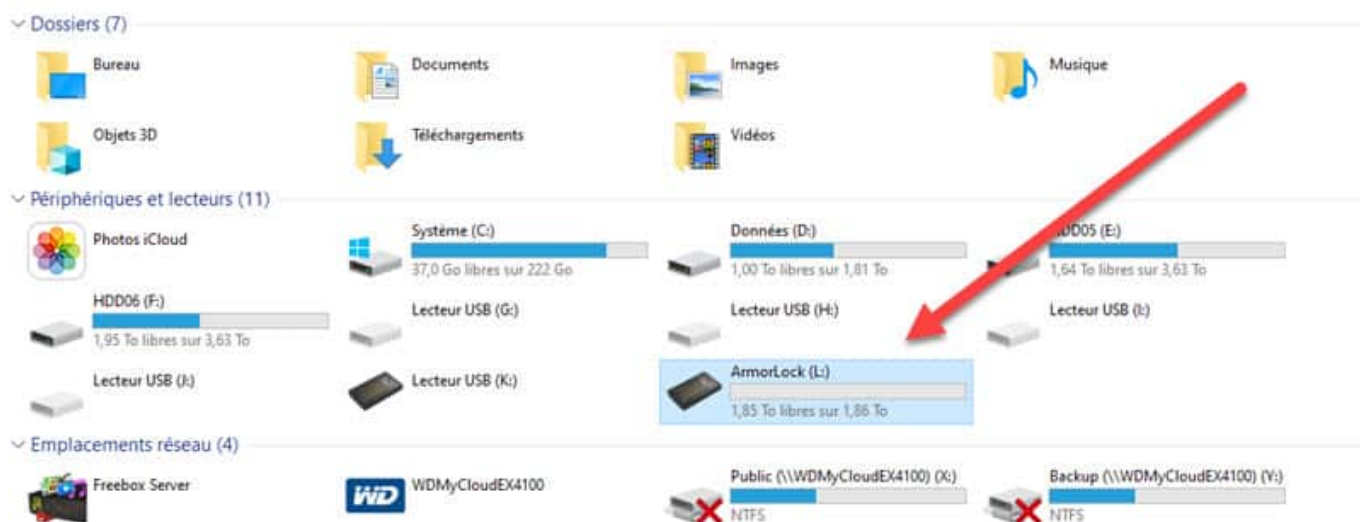 Dossiers (7)
Bureau
Documents
Images
Musique
Objets 3D
Téléchargements
Vidéos
Périphériques et lecteurs (11)
Photos iCloud
Système (C:)
37,0 Go libres sur 222 Go
Données (D:)
1,00 To libres sur 1,81 To
(E:)
1,64 To libres sur 3,63 To
HDD06 (F:)
1,95 To libres sur 3,63 To
Lecteur USB (G:)
Lecteur USB (H:)
Lecteur USB (I:)
Lecteur USB (J:)
Lecteur USB (K:)
ArmorLock (L:)
1,85 To libres sur 1,86 To
Emplacements réseau (4)
Freebox Server
WD
WDMyCloudEX4100
Public (\\WDMyCloudEX4100) (X:)
NTFS
Backup (\\WDMyCloudEX4100) (Y:)
NTFS